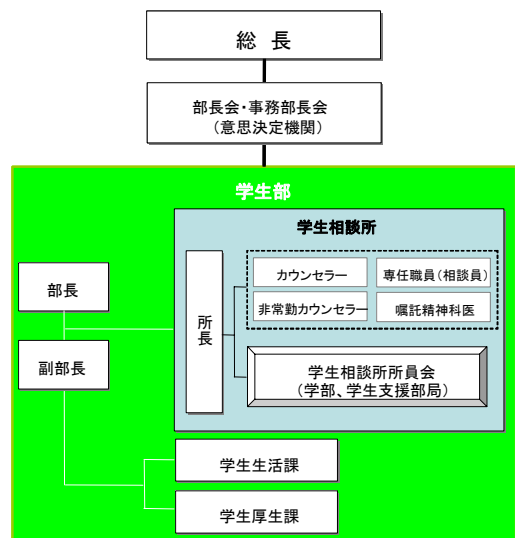 総 長
部長会・事務部長会
(意思決定機関)
学生部
学生相談所
カウンセラー
専任職員(相談員)
非常勤カウンセラー
嘱託精神科医
所長
部長
副部長
学生相談所所員会
(学部、学生支援部局)
学生生活課
学生厚生課